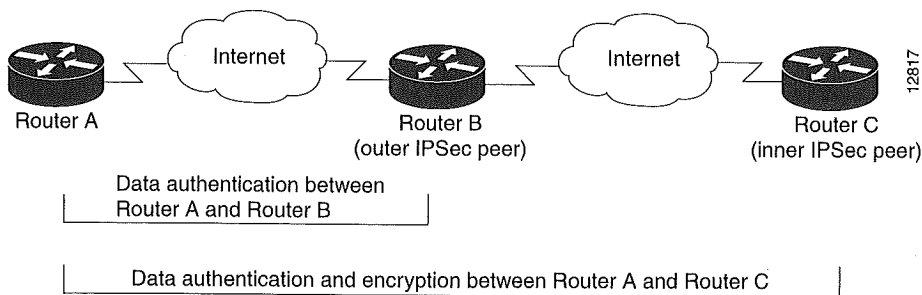 Internet
Internet
12817
Router A
Router B
(outer IPSec peer)
Router C
(inner IPSec peer)
Data authentication between
Router A and Router B
Data authentication and encryption between Router A and Router C